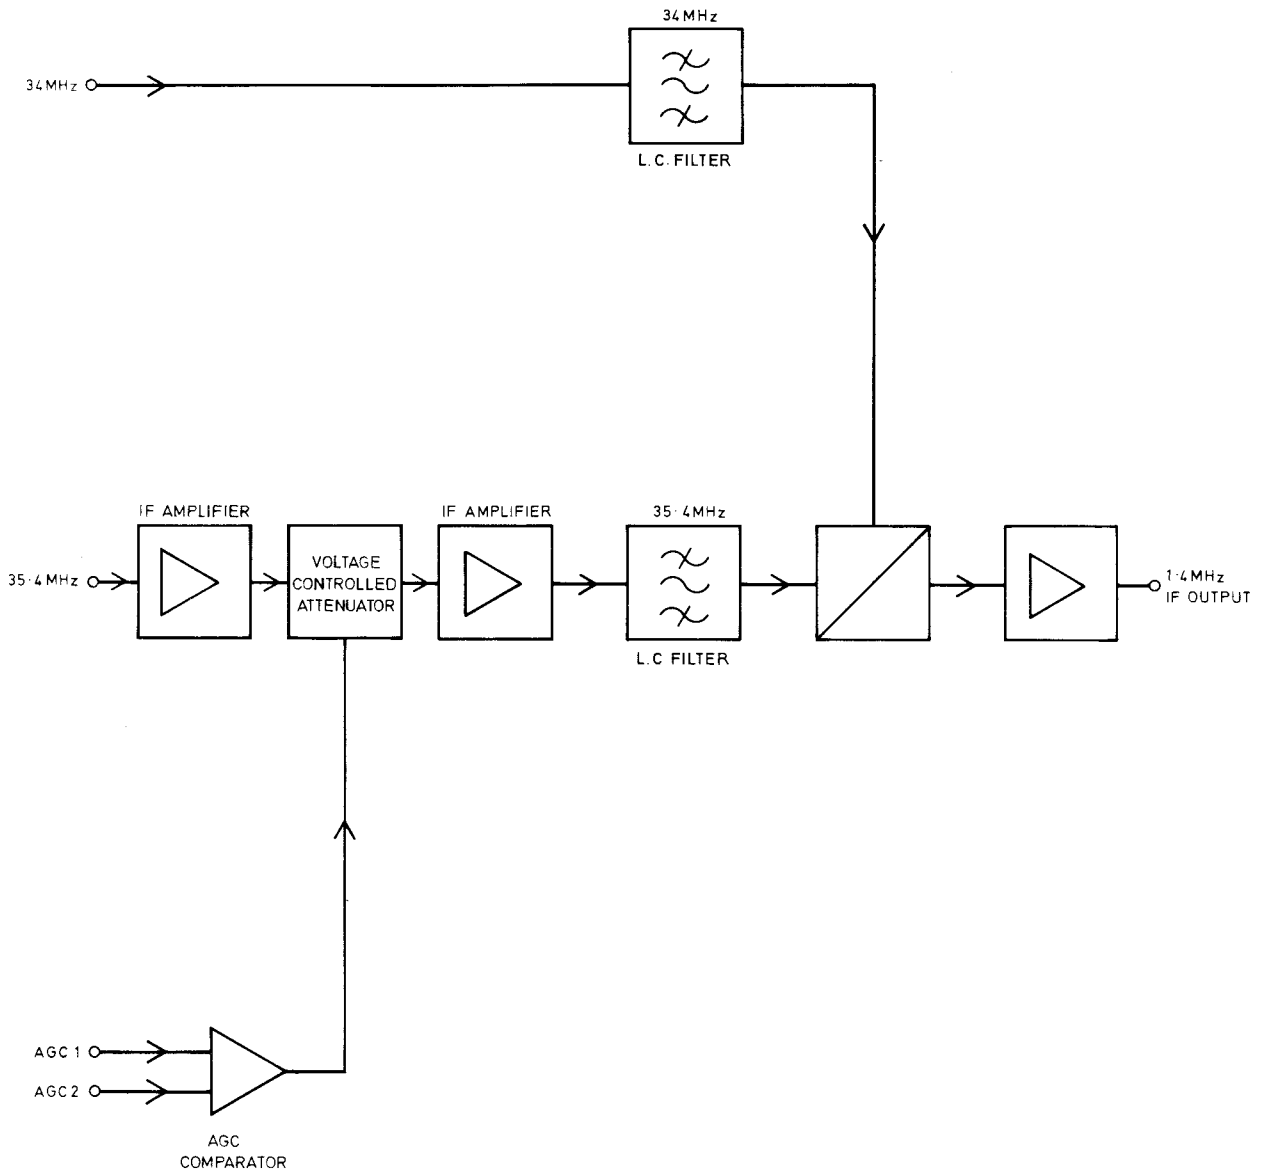 34MHz
34MHz
L.C. FILTER
IF AMPLIFIER
IF AMPLIFIER
35·4MHz
35·4MHz
VOLTAGE
CONTROLLED
ATTENUATOR
1·4MHz
IF OUTPUT
L.C FILTER
AGC 1
AGC 2
AGC
COMPARATOR